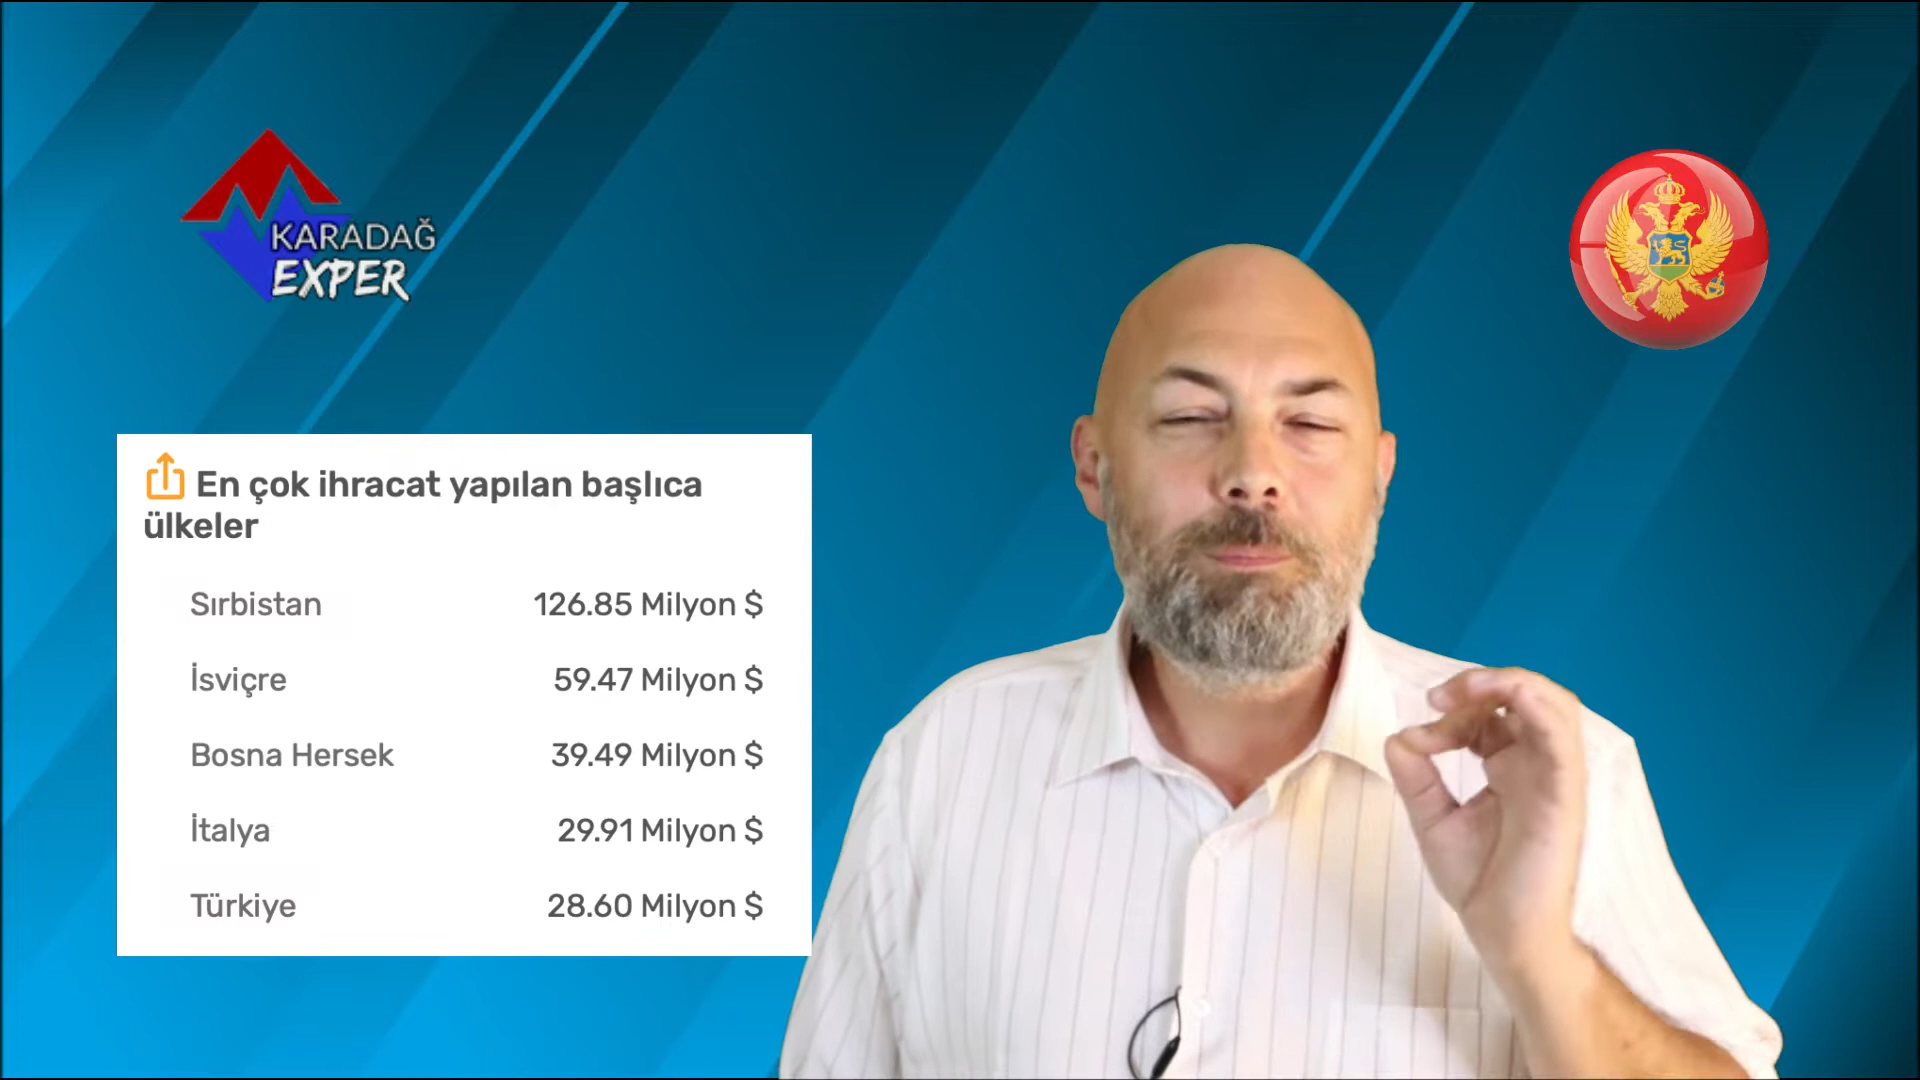 KARADAĞ
EXPER
En çok ihracat yapılan başlıca
ülkeler
Sırbistan 126.85 Milyon $
İsviçre 59.47 Milyon $
Bosna Hersek 39.49 Milyon $
İtalya 29.91 Milyon $
Türkiye 28.60 Milyon $